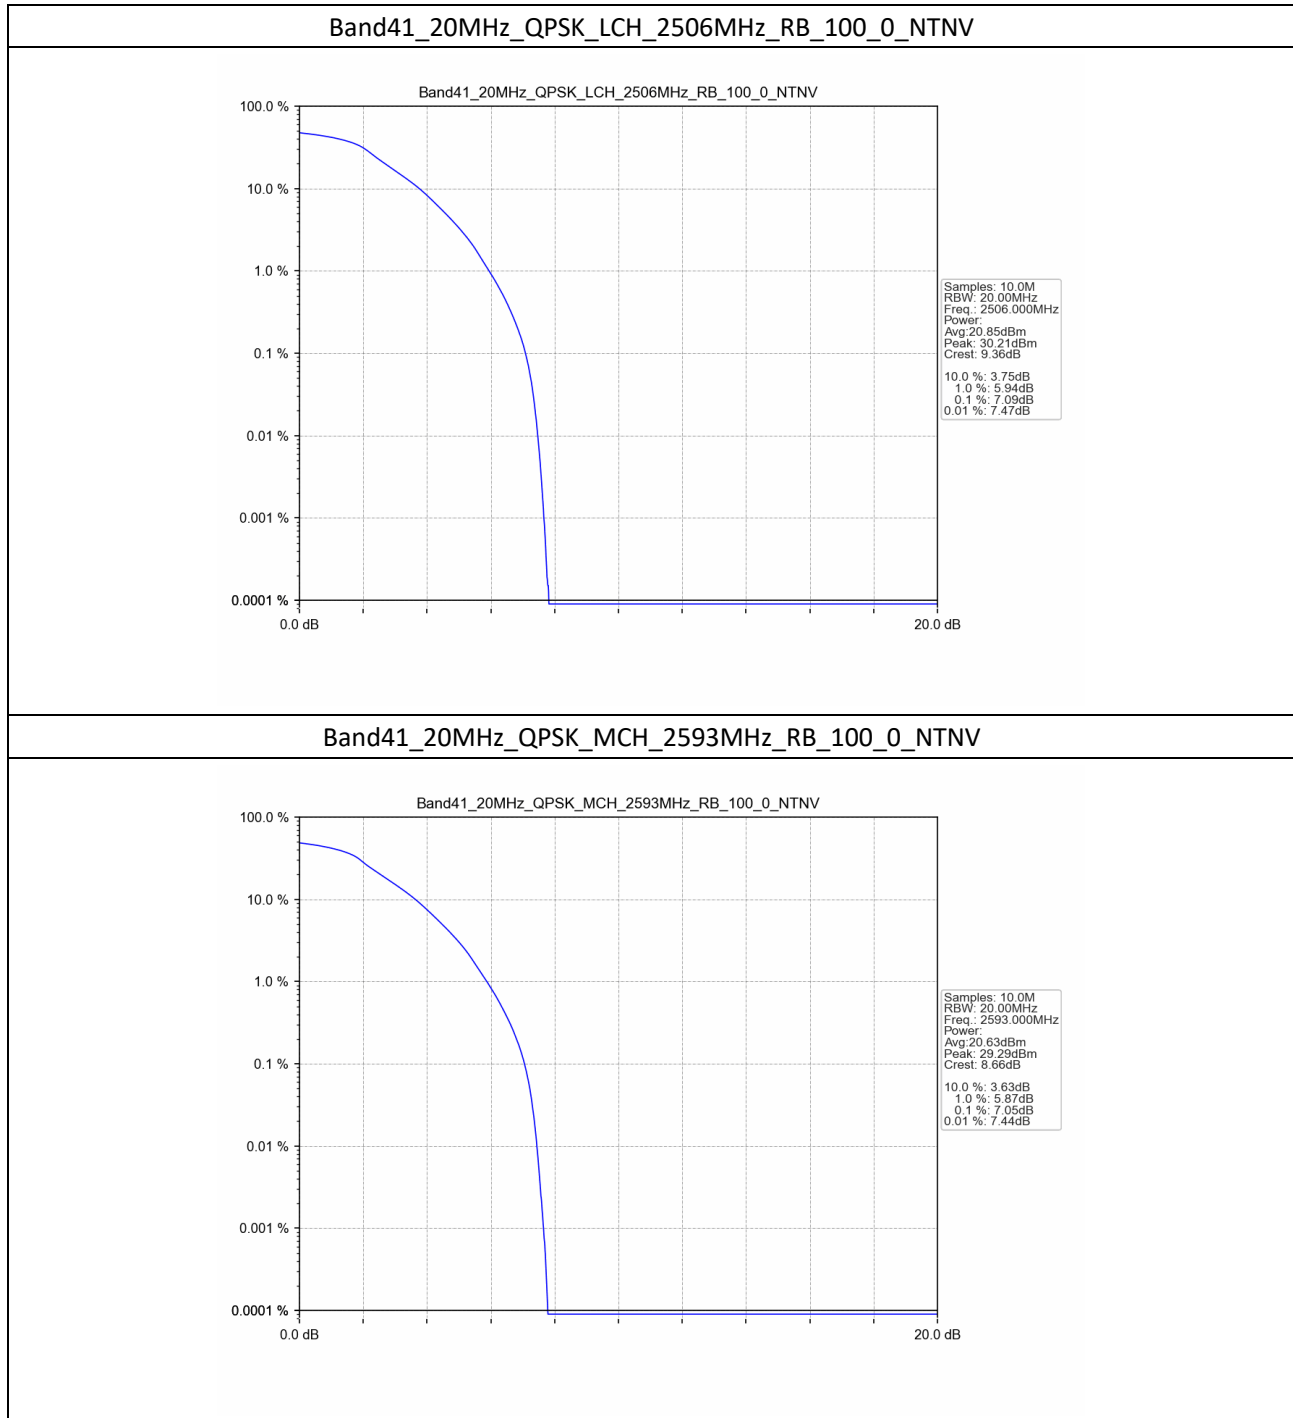 Band41_20MHz_QPSK_LCH_2506MHz_RB_100_0_NTNV
Band41_20MHz_QPSK_LCH_2506MHz_RB_100_0_NTNV
100.0 %
10.0 %
1.0 %
0.1 %
0.01 %
0.001 %
0.0001 %
0.0 dB
20.0 dB
Samples: 10.0M
RBW: 20.00MHz
Freq.: 2506.000MHz
Power:
Avg:20.85dBm
Peak: 30.21dBm
Crest: 9.36dB
10.0 %: 3.75dB
1.0 %: 5.94dB
0.1 %: 7.09dB
0.01 %: 7.47dB
Band41_20MHz_QPSK_MCH_2593MHz_RB_100_0_NTNV
Band41_20MHz_QPSK_MCH_2593MHz_RB_100_0_NTNV
100.0 %
10.0 %
1.0 %
0.1 %
0.01 %
0.001 %
0.0001 %
0.0 dB
20.0 dB
Samples: 10.0M
RBW: 20.00MHz
Freq.: 2593.000MHz
Power:
Avg:20.63dBm
Peak: 29.29dBm
Crest: 8.66dB
10.0 %: 3.63dB
1.0 %: 5.87dB
0.1 %: 7.05dB
0.01 %: 7.44dB